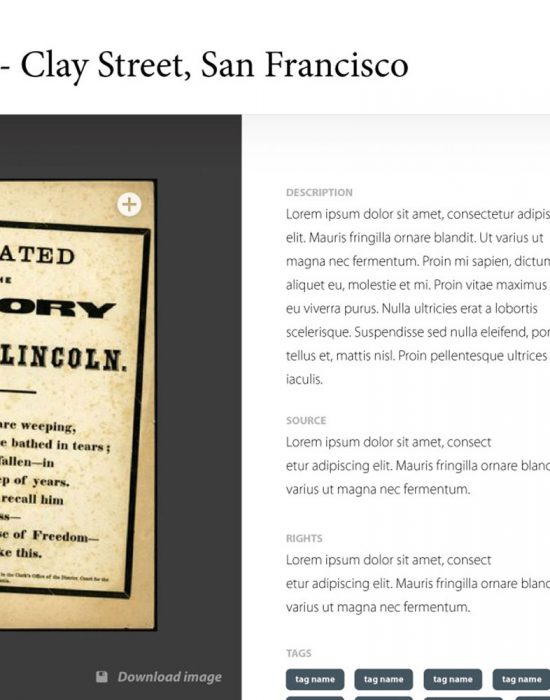 - Clay Street, San Francisco
ATED
HE
ORY
LINCOLN.
are weeping,
e bathed in tears;
fallen—in
ep of years.
recall him
ss—
se of Freedom—
ke this.
in the Clerk's Office of the District Court for the
Download image
DESCRIPTION
Lorem ipsum dolor sit amet, consectetur adipis
elit. Mauris fringilla ornare blandit. Ut varius ut
magna nec fermentum. Proin mi sapien, dictum
aliquet eu, molestie et mi. Proin vitae maximus
eu viverra purus. Nulla ultricies erat a lobortis
scelerisque. Suspendisse sed nulla eleifend, por
tellus et, mattis nisl. Proin pellentesque ultrices
iaculis.
SOURCE
Lorem ipsum dolor sit amet, consect
etur adipiscing elit. Mauris fringilla ornare blanc
varius ut magna nec fermentum.
RIGHTS
Lorem ipsum dolor sit amet, consect
etur adipiscing elit. Mauris fringilla ornare blanc
varius ut magna nec fermentum.
TAGS
tag name tag name tag name tag name